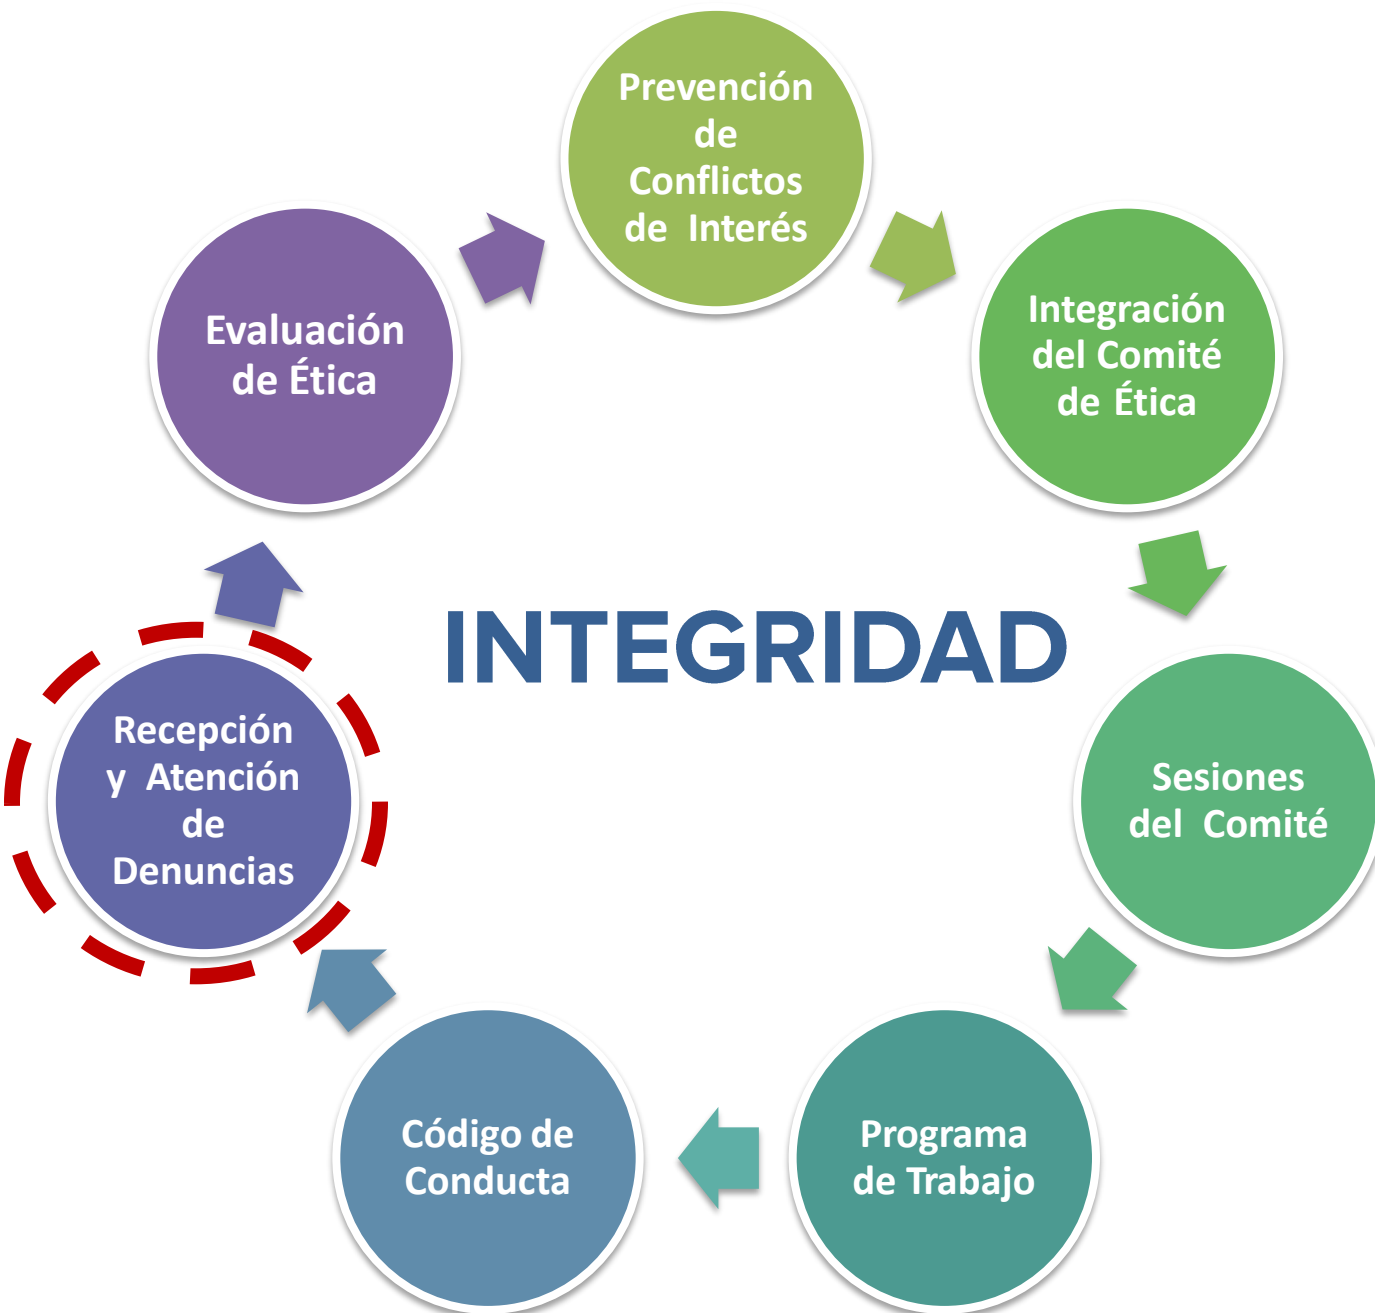 Prevención
de
Conflictos
de Interés
Integración
del Comité
de Ética
Sesiones
del Comité
Programa
de Trabajo
Código de
Conducta
Recepción
y Atención
de
Denuncias
Evaluación
de Ética
INTEGRIDAD